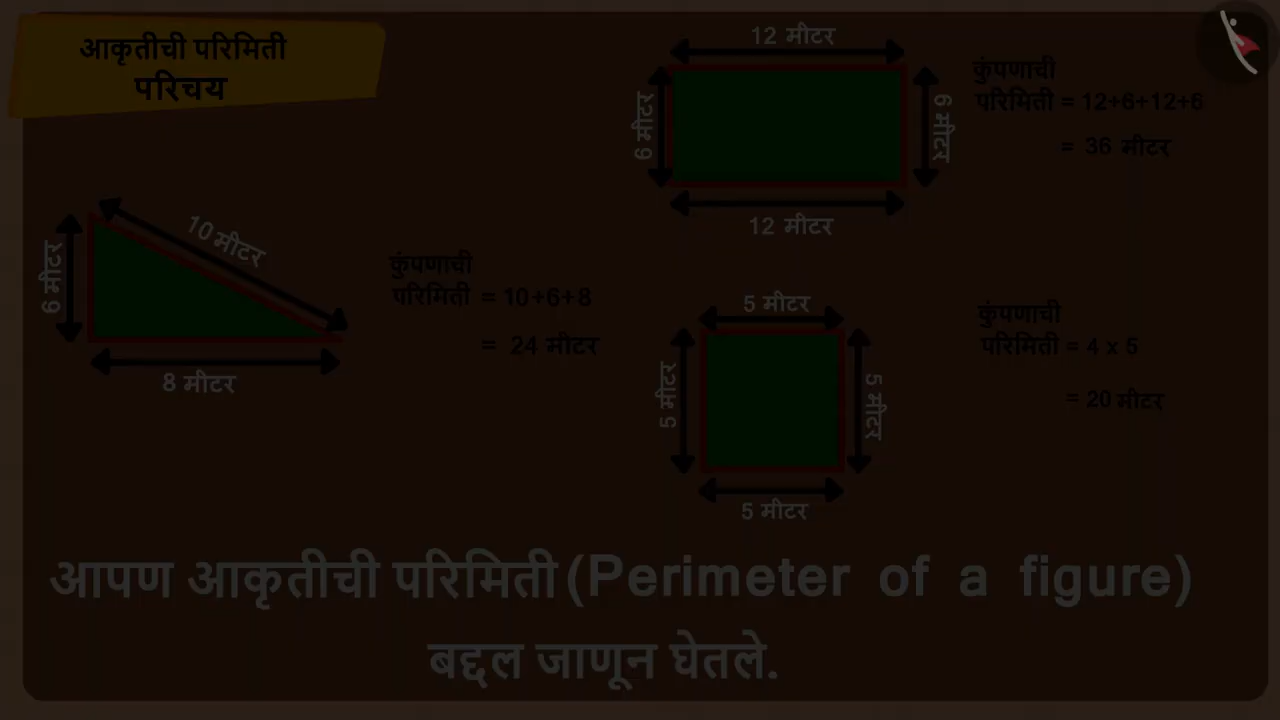 आकृतीची परिमिती
परिचय
12 मीटर
6 मीटर
6 मीटर
12 मीटर
कुंपणाची
परिमिती = 12+6+12+6
= 36 मीटर
10 मीटर
6 मीटर
8 मीटर
कुंपणाची
परिमिती = 10+6+8
= 24 मीटर
5 मीटर
5 मीटर
5 मीटर
5 मीटर
कुंपणाची
परिमिती = 4 x 5
= 20 मीटर
आपण आकृतीची परिमिती (Perimeter of a figure)
बद्दल जाणून घेतले.